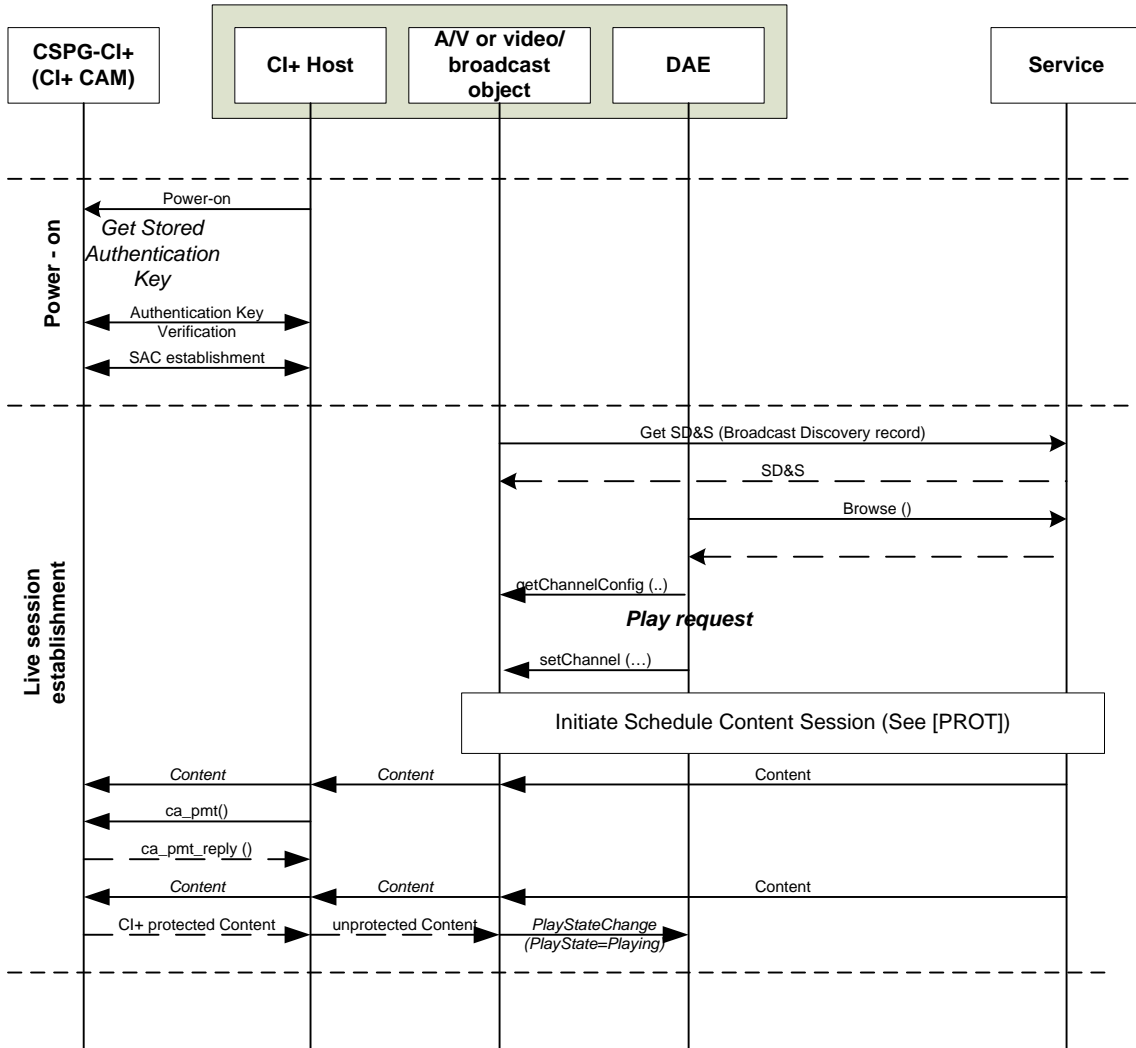 CSPG-CI+
(CI+ CAM)
CI+ Host
A/V or video/
broadcast
object
DAE
Service
Power - on
Power-on
Get Stored
Authentication
Key
Authentication Key
Verification
SAC establishment
Live session
establishment
Get SD&S (Broadcast Discovery record)
SD&S
Browse ()
getChannelConfig (..)
Play request
setChannel (…)
Initiate Schedule Content Session (See [PROT])
Content
Content
Content
ca_pmt()
ca_pmt_reply ()
Content
Content
Content
CI+ protected Content
unprotected Content
PlayStateChange
(PlayState=Playing)